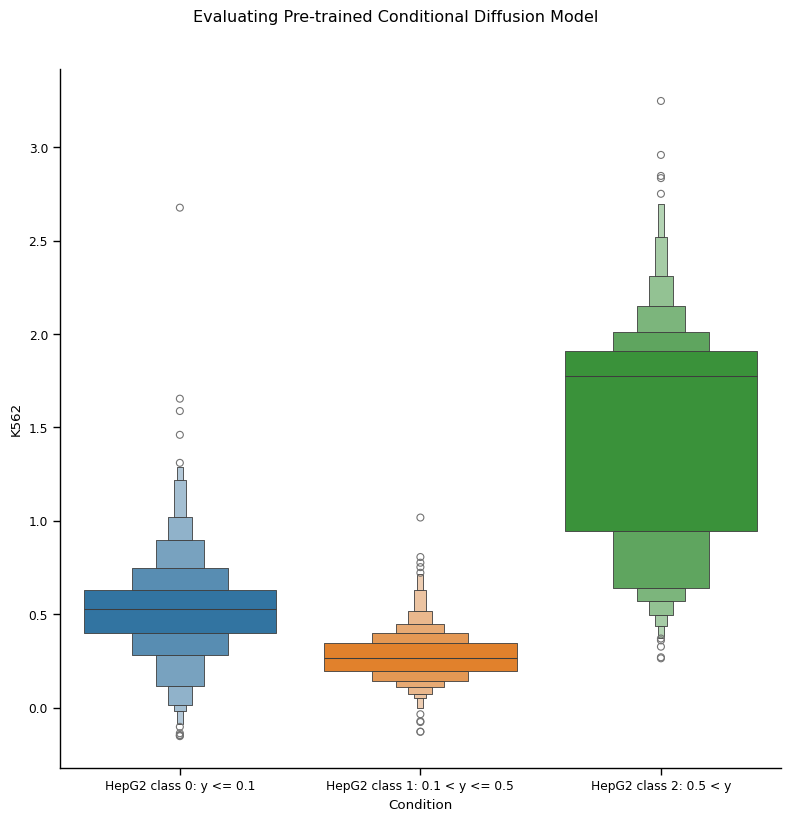 Evaluating Pre-trained Conditional Diffusion Model
K562
3.0
2.5
2.0
1.5
1.0
0.5
0.0
HepG2 class 0: y <= 0.1
HepG2 class 1: 0.1 < y <= 0.5
HepG2 class 2: 0.5 < y
Condition